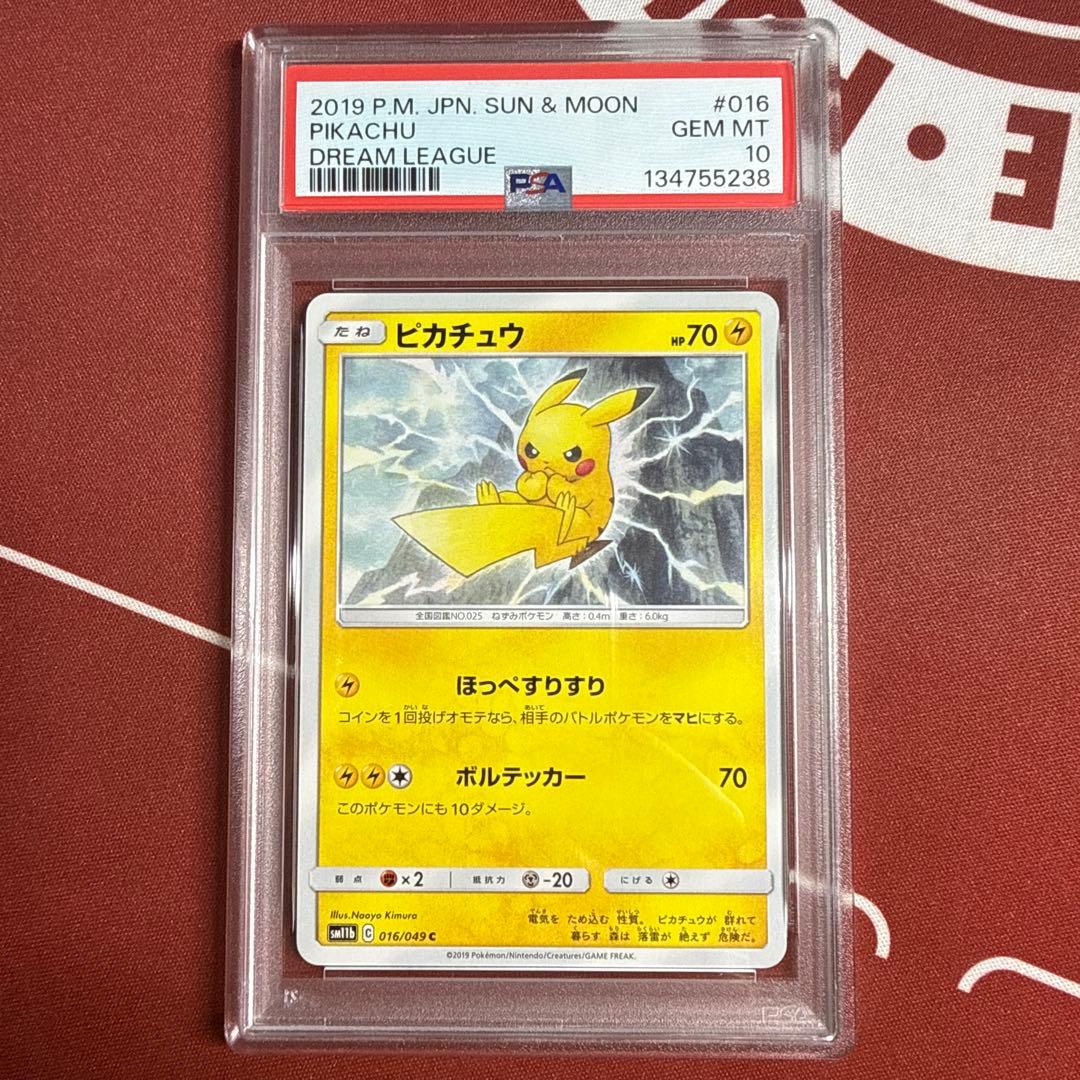 2019 P.M. JPN. SUN & MOON #016
PIKACHU GEM MT
DREAM LEAGUE 10
PSA 134755238
たね ピカチュウ HP70
全国図鑑NO.025 ねずみポケモン 高さ:0.4m 重さ:6.0kg
ほっぺすりすり
コインを1回投げオモテなら、相手のバトルポケモンをマヒにする。
ボルテッカー 70
このポケモンにも10ダメージ。
弱点 ×2 抵抗力 -20 にげる
Illus.Naoyo Kimura
電気を ため込む 性質。 ピカチュウが 群れて
暮らす 森は 落雷が 絶えず 危険だ。
sm11b C 016/049 C
©2019 Pokémon/Nintendo/Creatures/GAME FREAK.